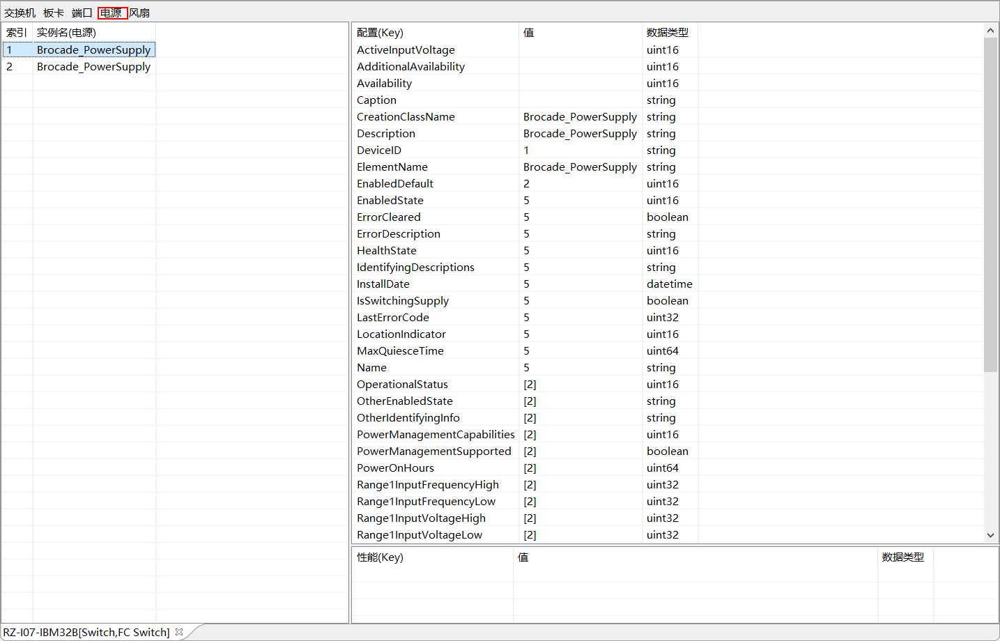 交换机 板卡 端口 电源 风扇
索引 实例名(电源)
1 Brocade_PowerSupply
2 Brocade_PowerSupply
配置(Key) 值 数据类型
ActiveInputVoltage uint16
AdditionalAvailability uint16
Availability uint16
Caption string
CreationClassName Brocade_PowerSupply string
Description Brocade_PowerSupply string
DeviceID 1 string
ElementName Brocade_PowerSupply string
EnabledDefault 2 uint16
EnabledState 5 uint16
ErrorCleared 5 boolean
ErrorDescription 5 string
HealthState 5 uint16
IdentifyingDescriptions 5 string
InstallDate 5 datetime
IsSwitchingSupply 5 boolean
LastErrorCode 5 uint32
LocationIndicator 5 uint16
MaxQuiesceTime 5 uint64
Name 5 string
OperationalStatus [2] uint16
OtherEnabledState [2] string
OtherIdentifyingInfo [2] string
PowerManagementCapabilities [2] uint16
PowerManagementSupported [2] boolean
PowerOnHours [2] uint64
Range1InputFrequencyHigh [2] uint32
Range1InputFrequencyLow [2] uint32
Range1InputVoltageHigh [2] uint32
Range1InputVoltageLow [2] uint32
性能(Key) 值 数据类型
RZ-I07-IBM32B[Switch,FC Switch]